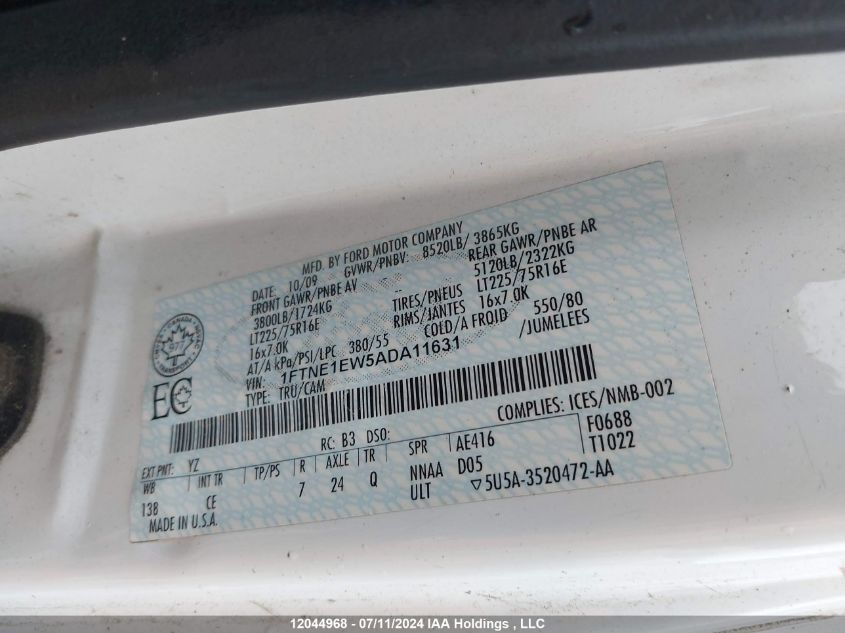 MFD. BY FORD MOTOR COMPANY
DATE: 10/09 GVWR/PNBV: 8520LB/ 3865KG
FRONT GAWR/PNBE AV REAR GAWR/PNBE AR
3800LB/1724KG 5120LB/2322KG
LT225/75R16E TIRES/PNEUS LT225/75R16E
16x7.0K RIMS/JANTES 16x7.0K
AT/A kPa/PSI/LPC 380/55 COLD/A FROID 550/80
VIN: 1FTNE1EW5ADA11631 /JUMELEES
TYPE: TRU/CAM
CANADA
TRANSPORT
EC
COMPLIES: ICES/NMB-002
EXT PNT: YZ RC: B3 DSO: F0688
WB INT TR TP/PS R AXLE TR SPR AE416 T1022
138 CE 7 24 Q NNAA D05
MADE IN U.S.A. ULT ▽5U5A-3520472-AA
12044968 - 07/11/2024 IAA Holdings , LLC